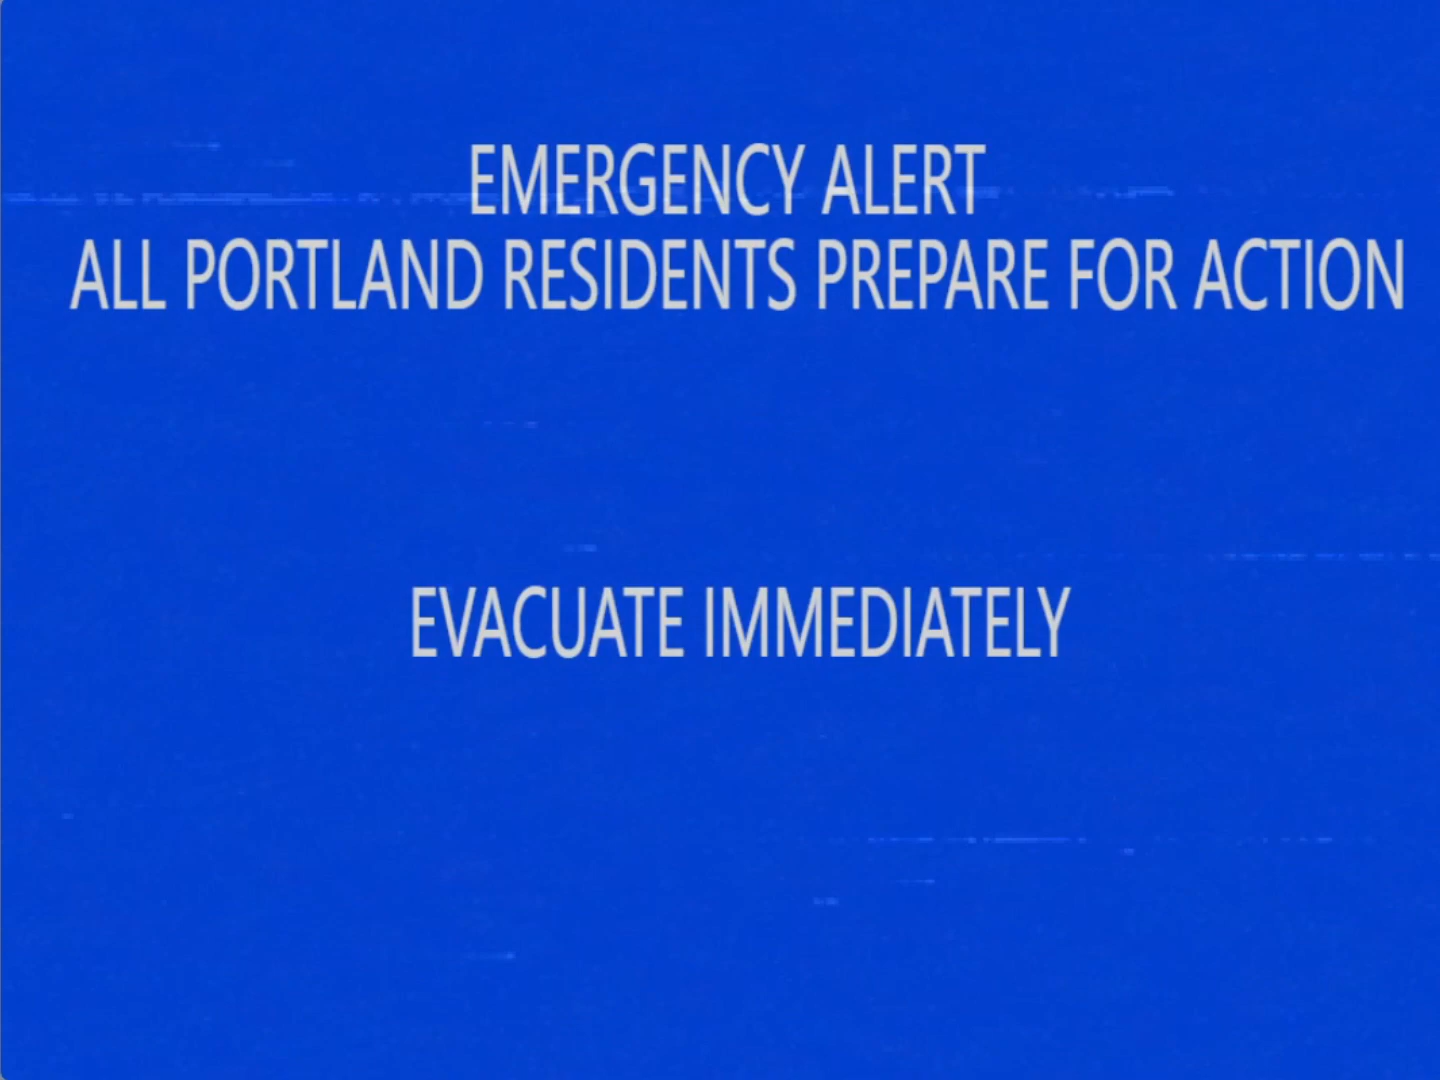 EMERGENCY ALERT
ALL PORTLAND RESIDENTS PREPARE FOR ACTION
EVACUATE IMMEDIATELY